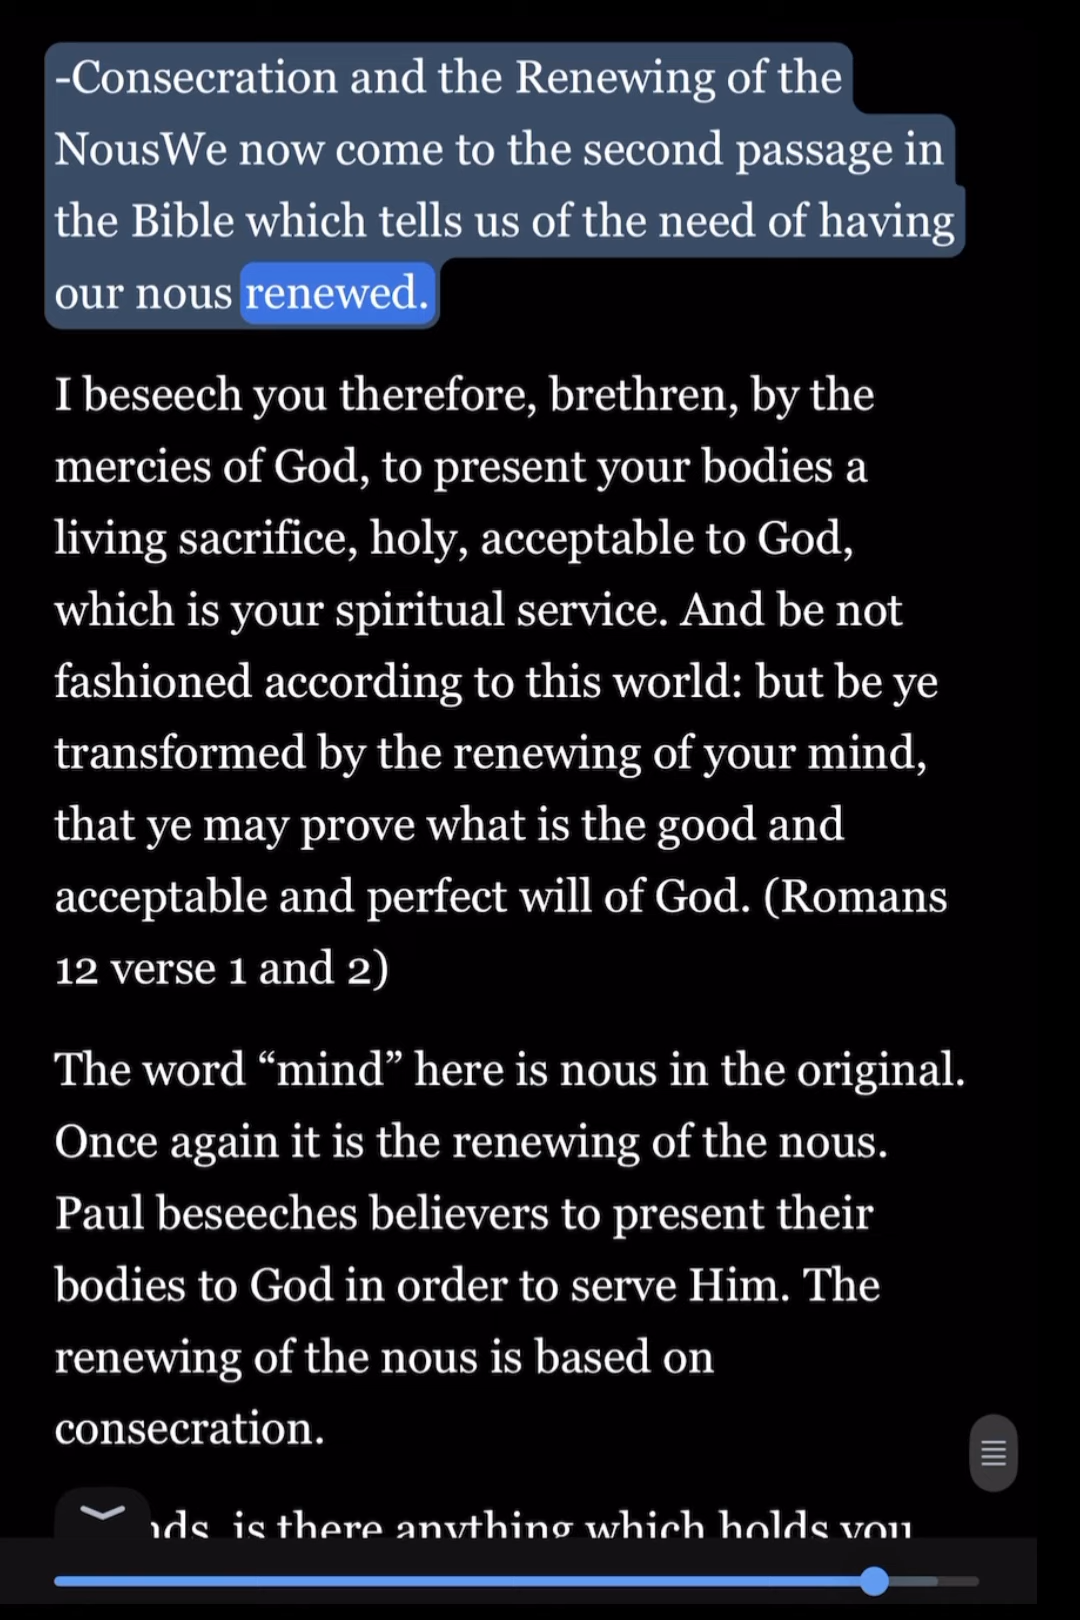 -Consecration and the Renewing of the
NousWe now come to the second passage in
the Bible which tells us of the need of having
our nous renewed.
I beseech you therefore, brethren, by the
mercies of God, to present your bodies a
living sacrifice, holy, acceptable to God,
which is your spiritual service. And be not
fashioned according to this world: but be ye
transformed by the renewing of your mind,
that ye may prove what is the good and
acceptable and perfect will of God. (Romans
12 verse 1 and 2)
The word “mind” here is nous in the original.
Once again it is the renewing of the nous.
Paul beseeches believers to present their
bodies to God in order to serve Him. The
renewing of the nous is based on
consecration.
is there anything which holds you